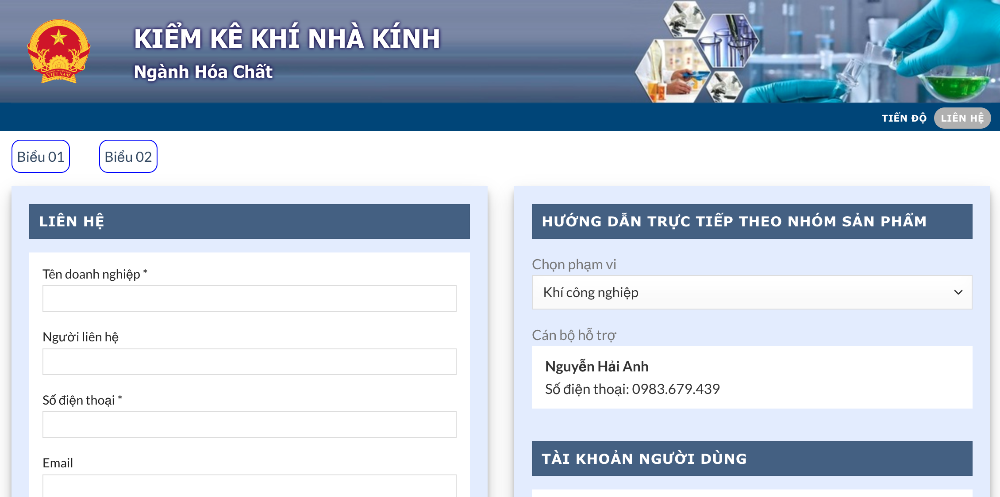 KIỂM KÊ KHÍ NHÀ KÍNH
Ngành Hóa Chất
VIỆT NAM
TIẾN ĐỘ
LIÊN HỆ
Biểu 01
Biểu 02
LIÊN HỆ
Tên doanh nghiệp *
Người liên hệ
Số điện thoại *
Email
HƯỚNG DẪN TRỰC TIẾP THEO NHÓM SẢN PHẨM
Chọn phạm vi
Khí công nghiệp
Cán bộ hỗ trợ
Nguyễn Hải Anh
Số điện thoại: 0983.679.439
TÀI KHOẢN NGƯỜI DÙNG